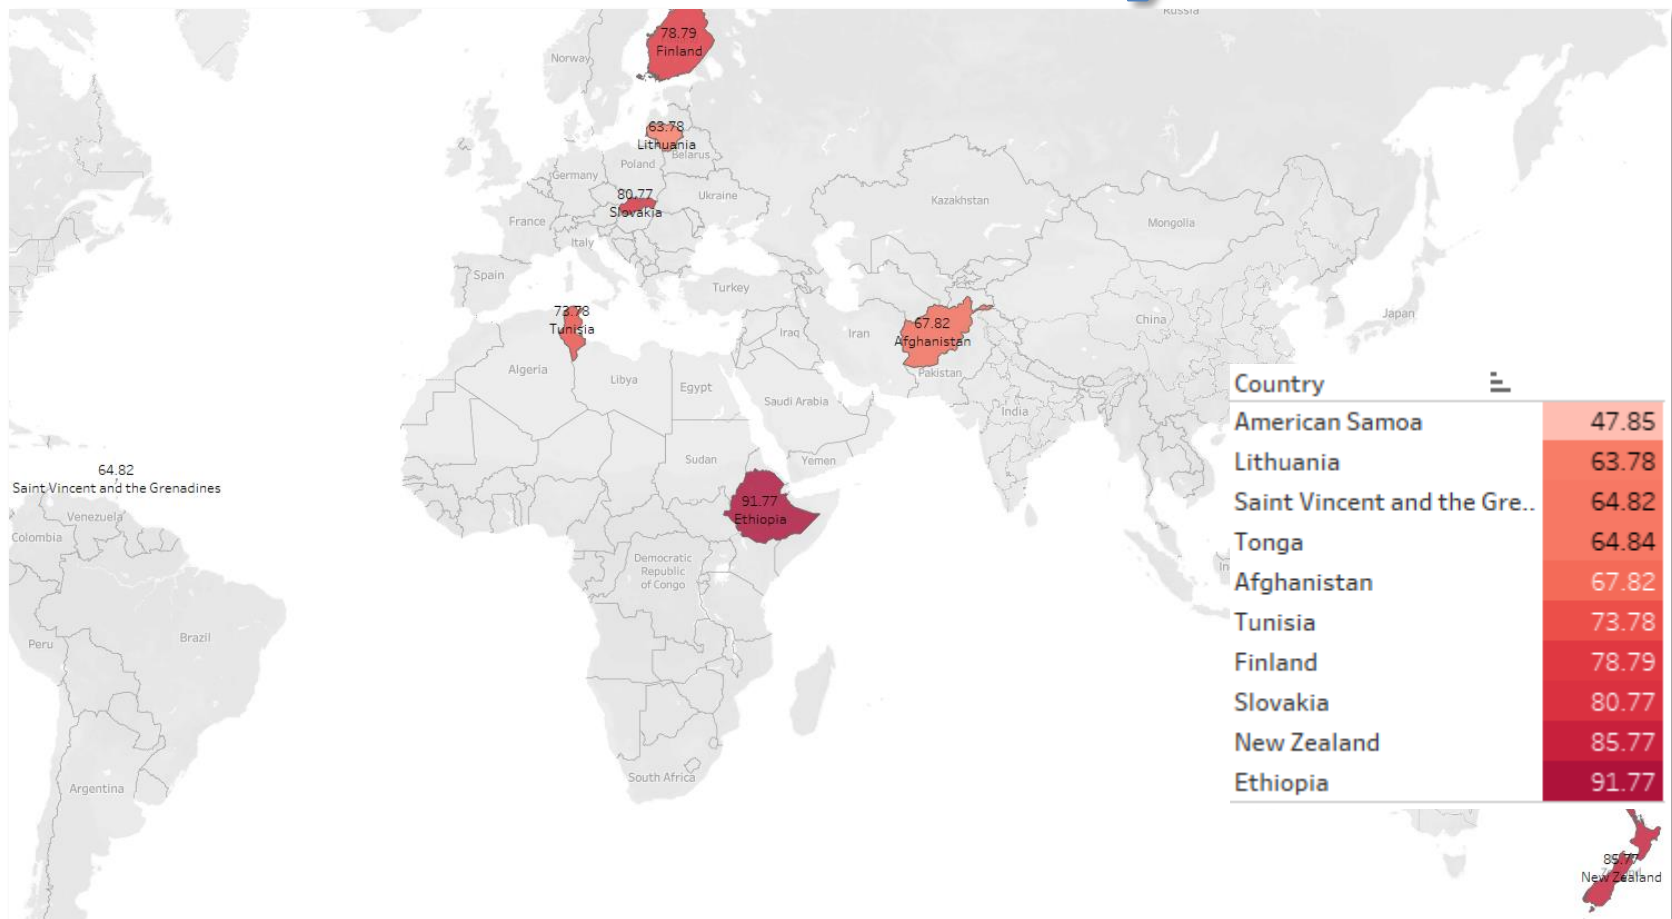 Russia
78.79
Finland
Norway
63.78
Lithuania
Belarus
Poland
Germany
80.77
Slovakia
Ukraine
Kazakhstan
France
Mongolia
Italy
Spain
Turkey
73.78
Tunisia
67.82
Afghanistan
Iraq
Iran
China
Japan
Algeria
Libya
Egypt
Pakistan
Saudi Arabia
India
Sudan
Yemen
64.82
Saint Vincent and the Grenadines
91.77
Ethiopia
Venezuela
Colombia
Democratic
Republic
of Congo
In
Peru
Brazil
South Africa
Argentina
Country
American Samoa 47.85
Lithuania 63.78
Saint Vincent and the Gre.. 64.82
Tonga 64.84
Afghanistan 67.82
Tunisia 73.78
Finland 78.79
Slovakia 80.77
New Zealand 85.77
Ethiopia 91.77
85.77
New Zealand